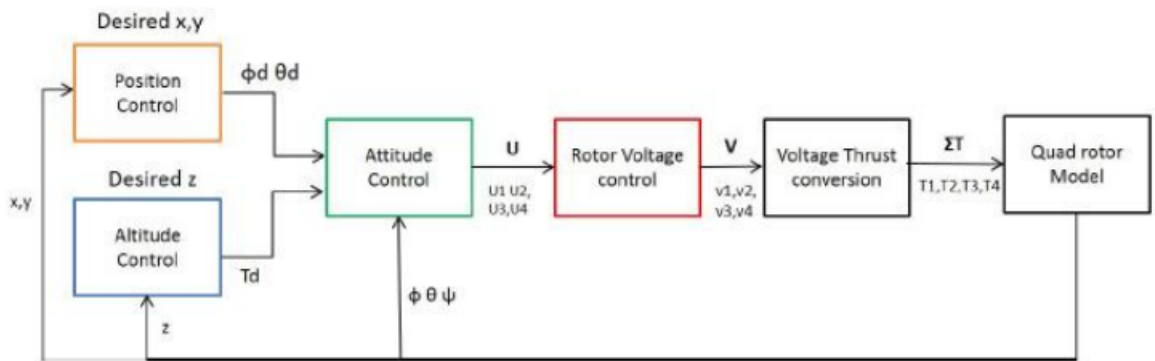 Desired x,y
Position
Control
ϕd θd
Desired z
Altitude
Control
Td
x,y
z
Attitude
Control
ϕ θ ψ
U
U1 U2,
U3,U4
Rotor Voltage
control
V
v1,v2,
v3,v4
Voltage Thrust
conversion
ΣT
T1,T2,T3,T4
Quad rotor
Model